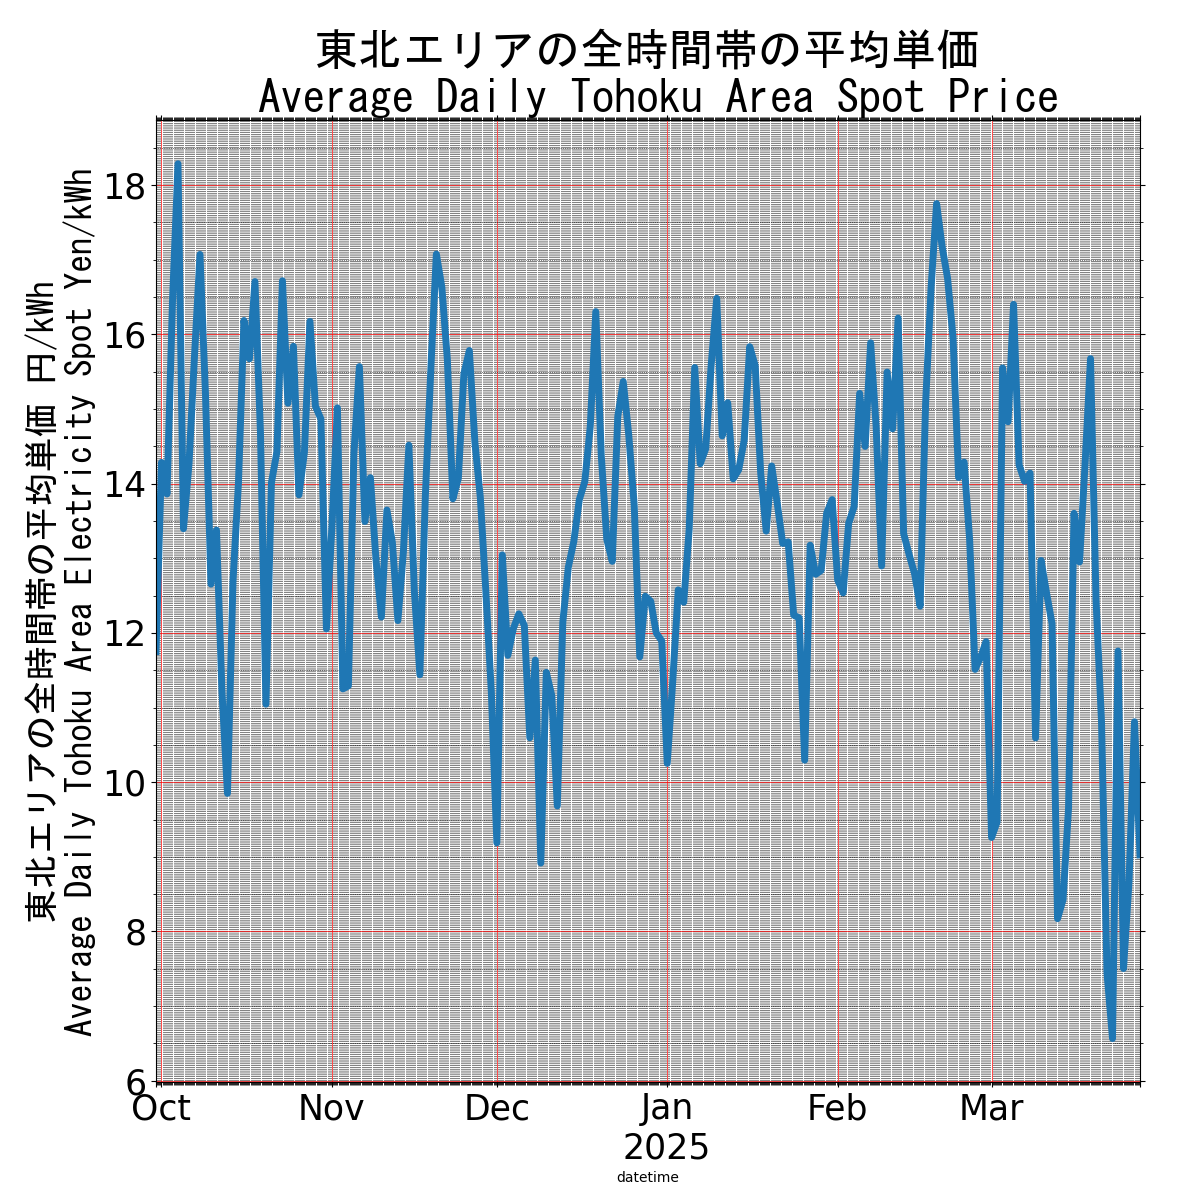 東北エリアの全時間帯の平均単価
Average Daily Tohoku Area Spot Price
東北エリアの全時間帯の平均単価 円/kWh
Average Daily Tohoku Area Electricity Spot Yen/kWh
18
16
14
12
10
8
6
Oct Nov Dec Jan Feb Mar
2025
datetime